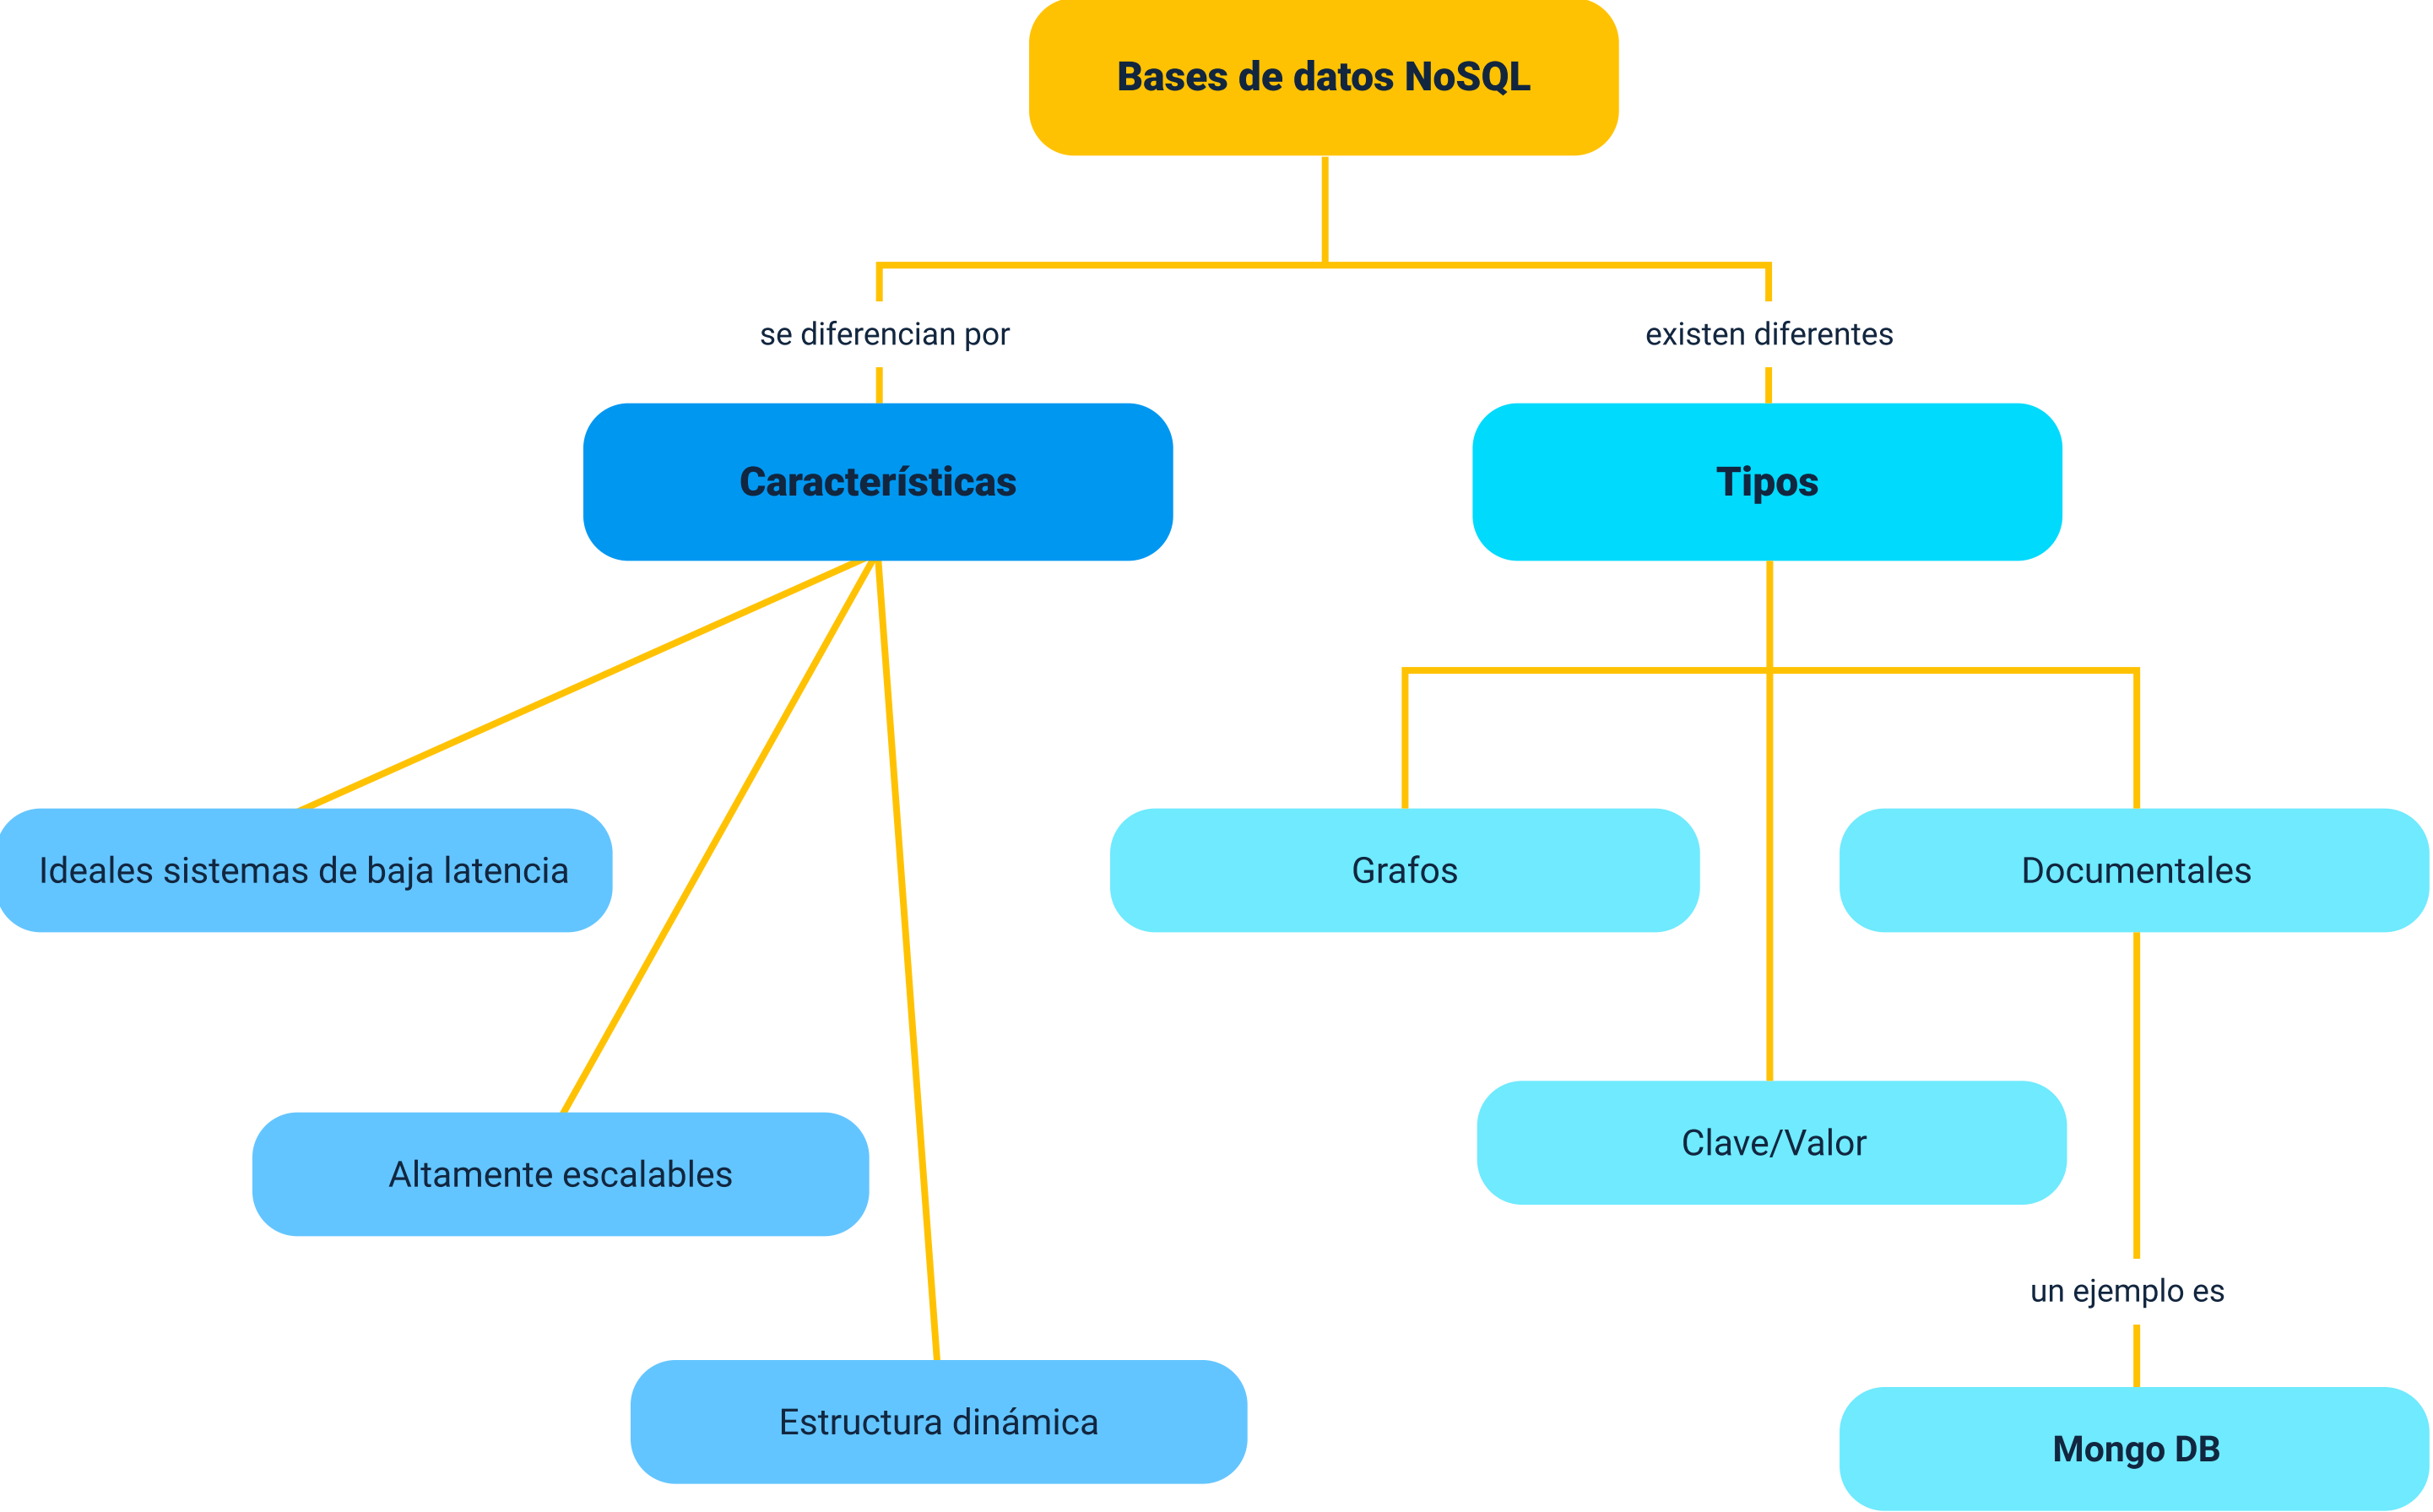 Bases de datos NoSQL
se diferencian por
existen diferentes
Características
Tipos
Ideales sistemas de baja latencia
Grafos
Documentales
Clave/Valor
Altamente escalables
un ejemplo es
Estructura dinámica
Mongo DB